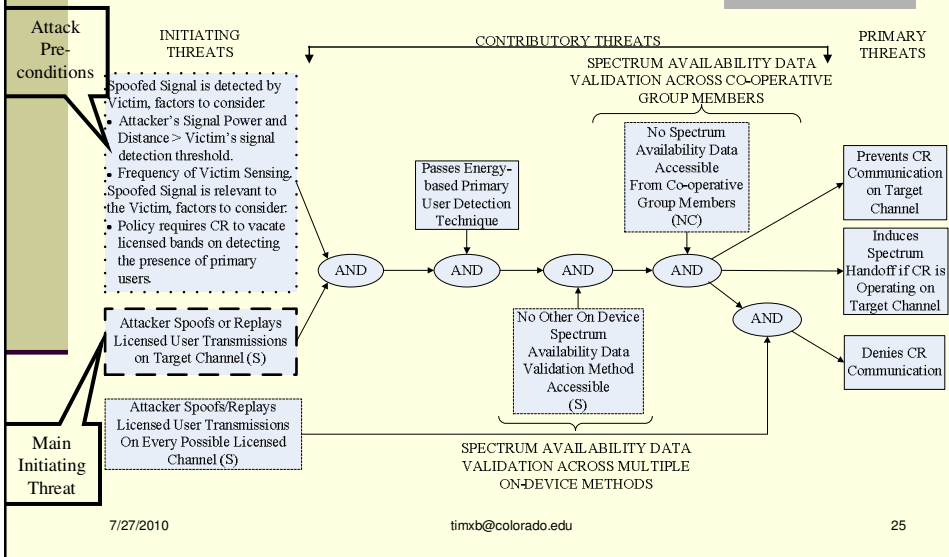 Attack
Pre-
conditions
INITIATING
THREATS
CONTRIBUTORY THREATS
PRIMARY
THREATS
SPECTRUM AVAILABILITY DATA
VALIDATION ACROSS CO-OPERATIVE
GROUP MEMBERS
Spoofed Signal is detected by
Victim, factors to consider:
• Attacker's Signal Power and
Distance > Victim's signal
detection threshold.
• Frequency of Victim Sensing.
Spoofed Signal is relevant to
the Victim, factors to consider:
• Policy requires CR to vacate
licensed bands on detecting
the presence of primary
users.
Passes Energy-
based Primary
User Detection
Technique
No Spectrum
Availability Data
Accessible
From Co-operative
Group Members
(NC)
Prevents CR
Communication
on Target
Channel
Induces
Spectrum
Handoff if CR is
Operating on
Target Channel
AND
AND
AND
AND
AND
Attacker Spoofs or Replays
Licensed User Transmissions
on Target Channel (S)
No Other On Device
Spectrum
Availability Data
Validation Method
Accessible
(S)
Denies CR
Communication
Attacker Spoofs/Replays
Licensed User Transmissions
On Every Possible Licensed
Channel (S)
Main
Initiating
Threat
SPECTRUM AVAILABILITY DATA
VALIDATION ACROSS MULTIPLE
ON-DEVICE METHODS
7/27/2010
timxb@colorado.edu
25